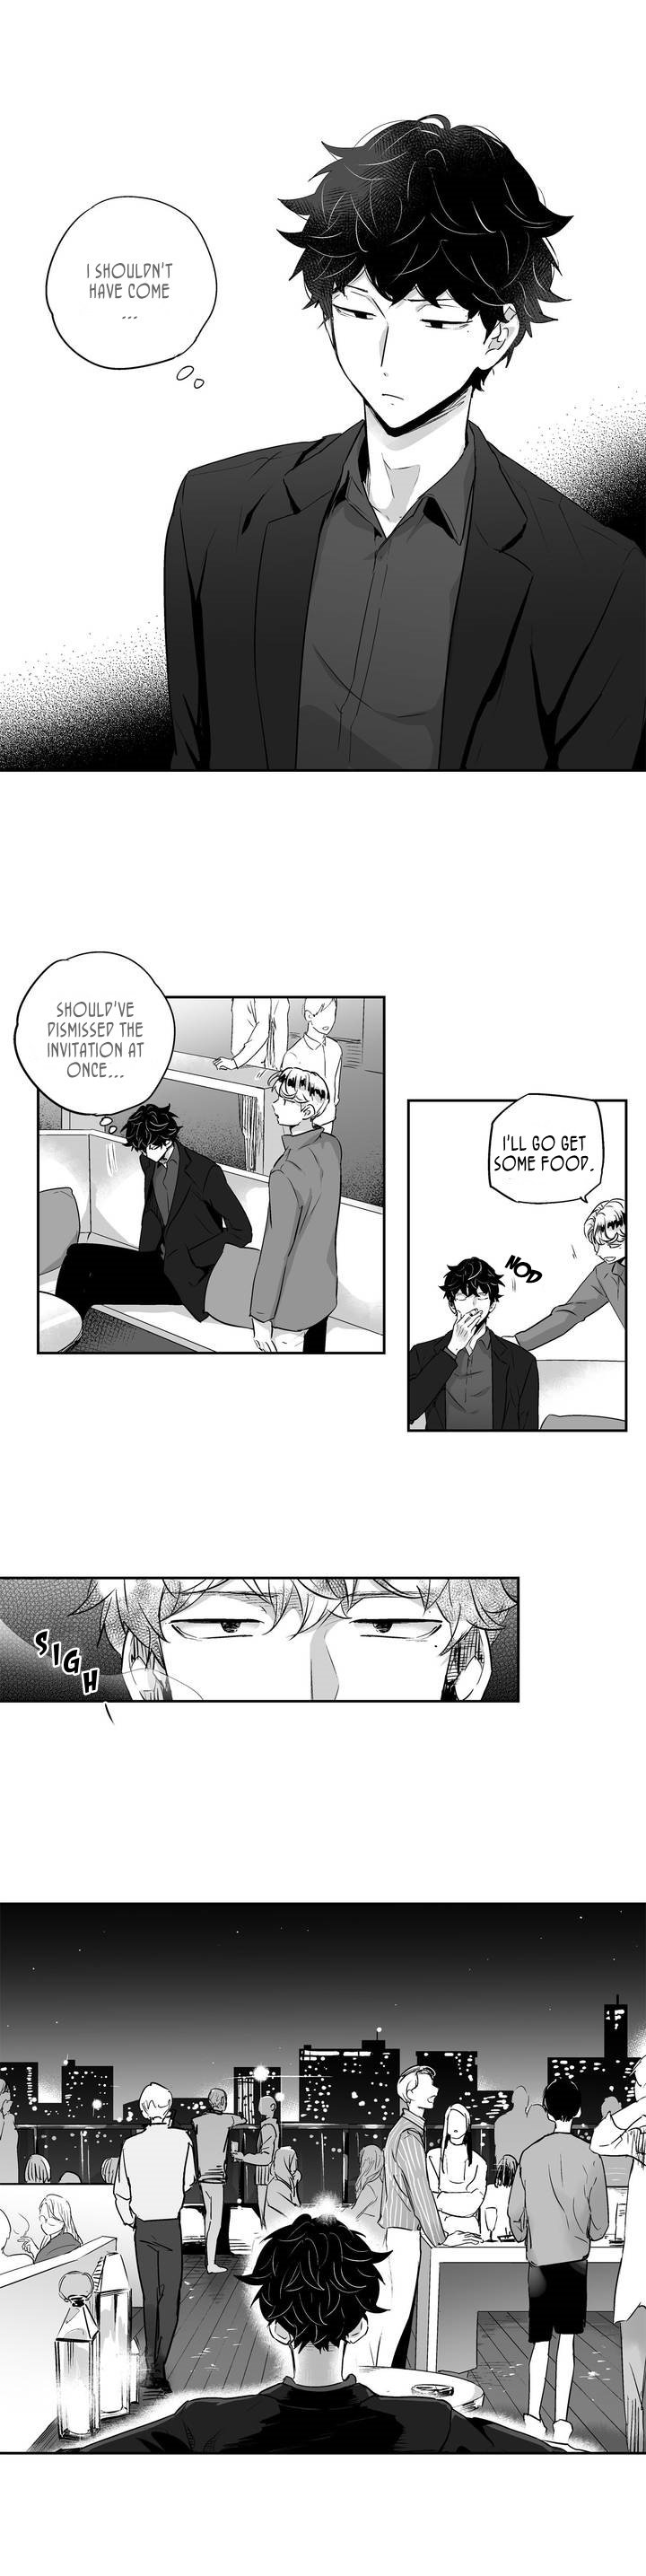 I SHOULDN'T
HAVE COME
...
SHOULD'VE
DISMISSED THE
INVITATION AT
ONCE...
I'LL GO GET
SOME FOOD.
NOD
SIGH